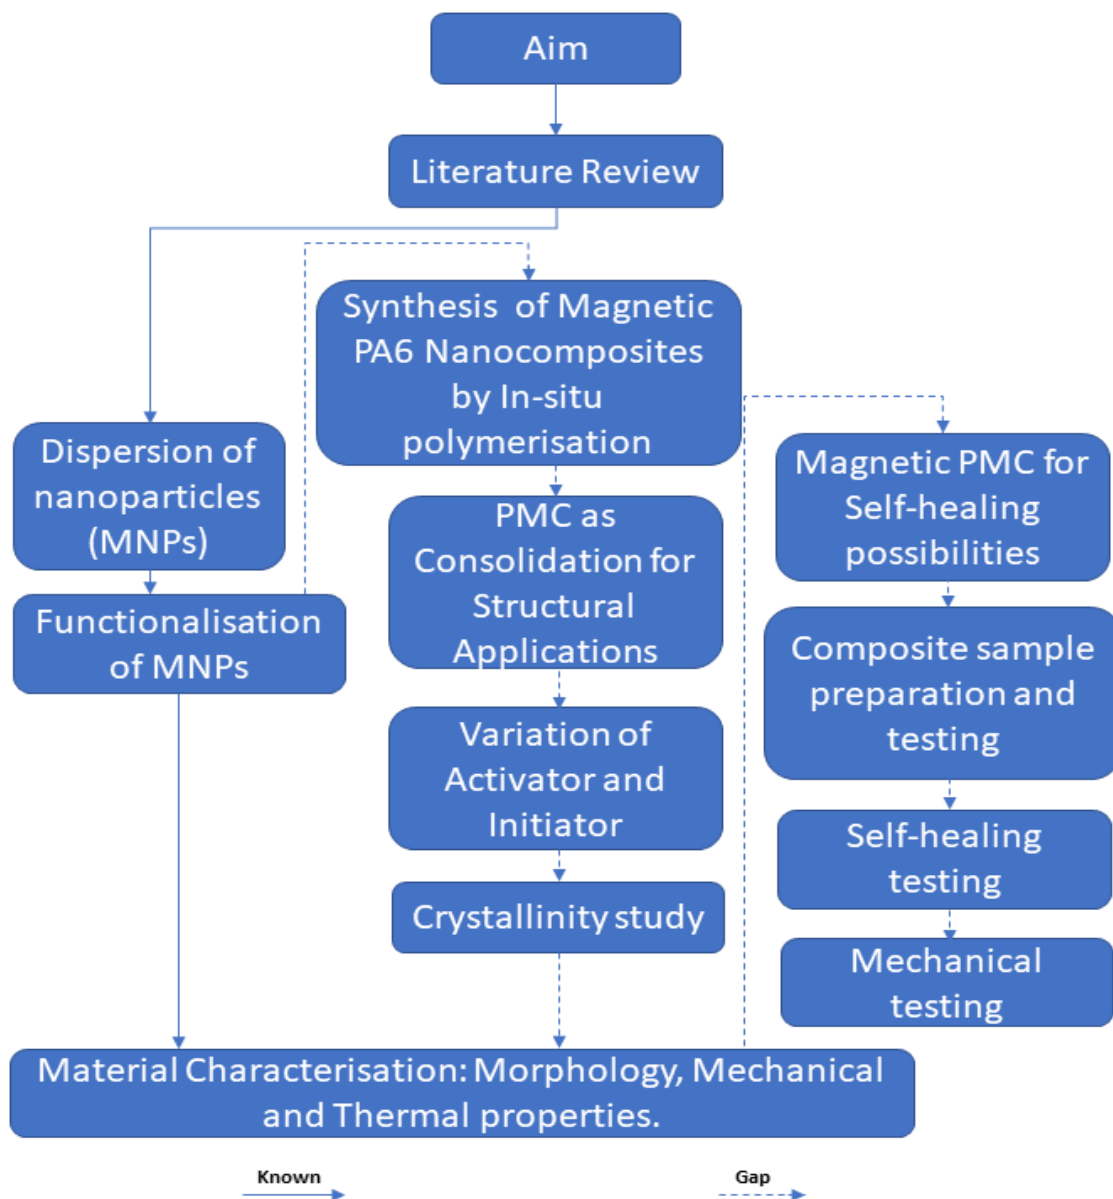 Aim
Literature Review
Dispersion of
nanoparticles
(MNPs)
Functionalisation
of MNPs
Synthesis of Magnetic
PA6 Nanocomposites
by In-situ
polymerisation
PMC as
Consolidation for
Structural
Applications
Variation of
Activator and
Initiator
Crystallinity study
Magnetic PMC for
Self-healing
possibilities
Composite sample
preparation and
testing
Self-healing
testing
Mechanical
testing
Material Characterisation: Morphology, Mechanical
and Thermal properties.
Known
Gap